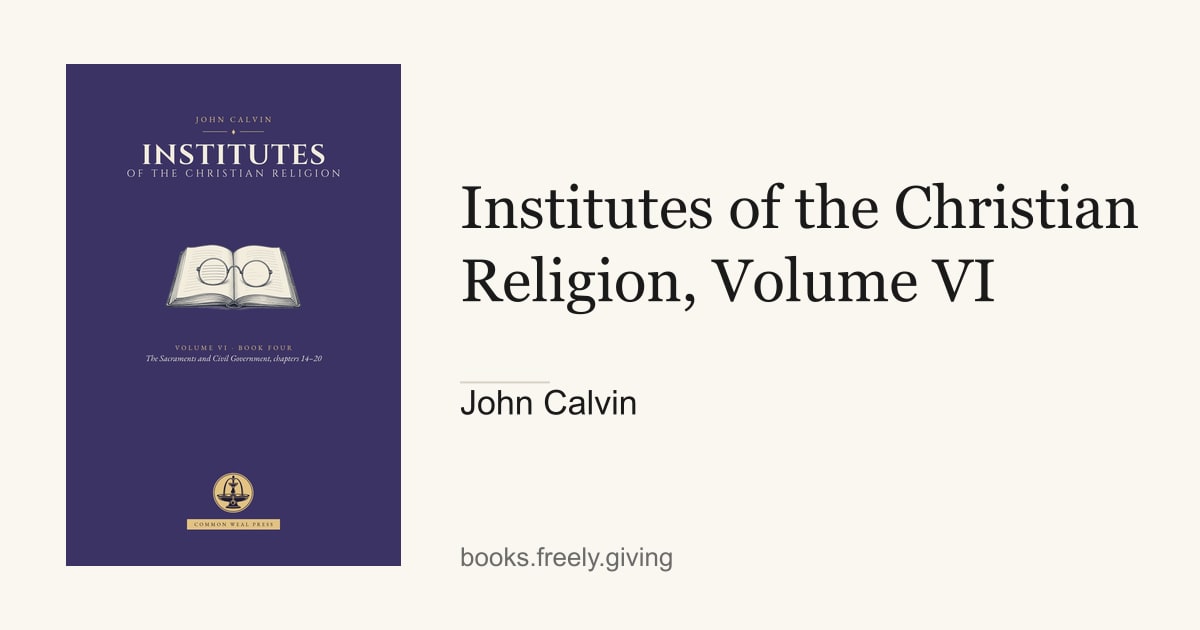 JOHN CALVIN
INSTITUTES
OF THE CHRISTIAN RELIGION
VOLUME VI · BOOK FOUR
The Sacraments and Civil Government, chapters 14–20
COMMON WEAL PRESS
Institutes of the Christian
Religion, Volume VI
John Calvin
books.freely.giving